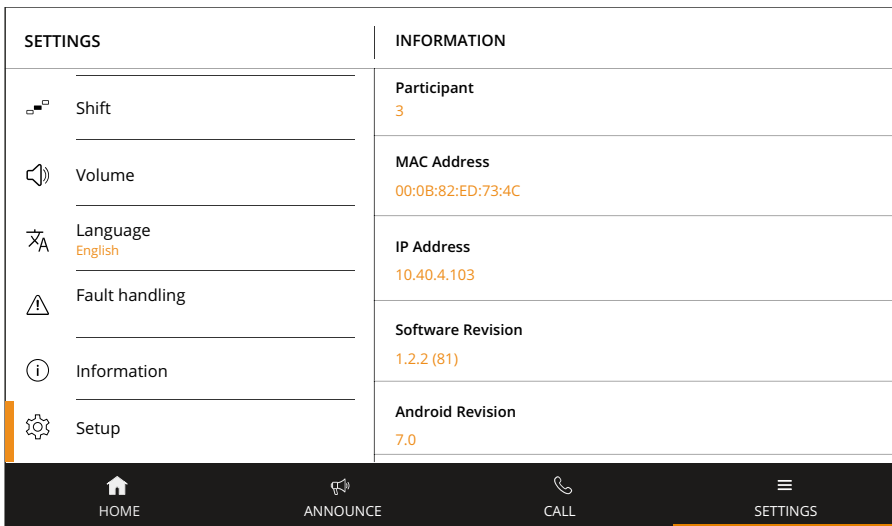 SETTINGS
Shift
Volume
Language
English
Fault handling
Information
Setup
INFORMATION
Participant
3
MAC Address
00:0B:82:ED:73:4C
IP Address
10.40.4.103
Software Revision
1.2.2 (81)
Android Revision
7.0
HOME
ANNOUNCE
CALL
SETTINGS